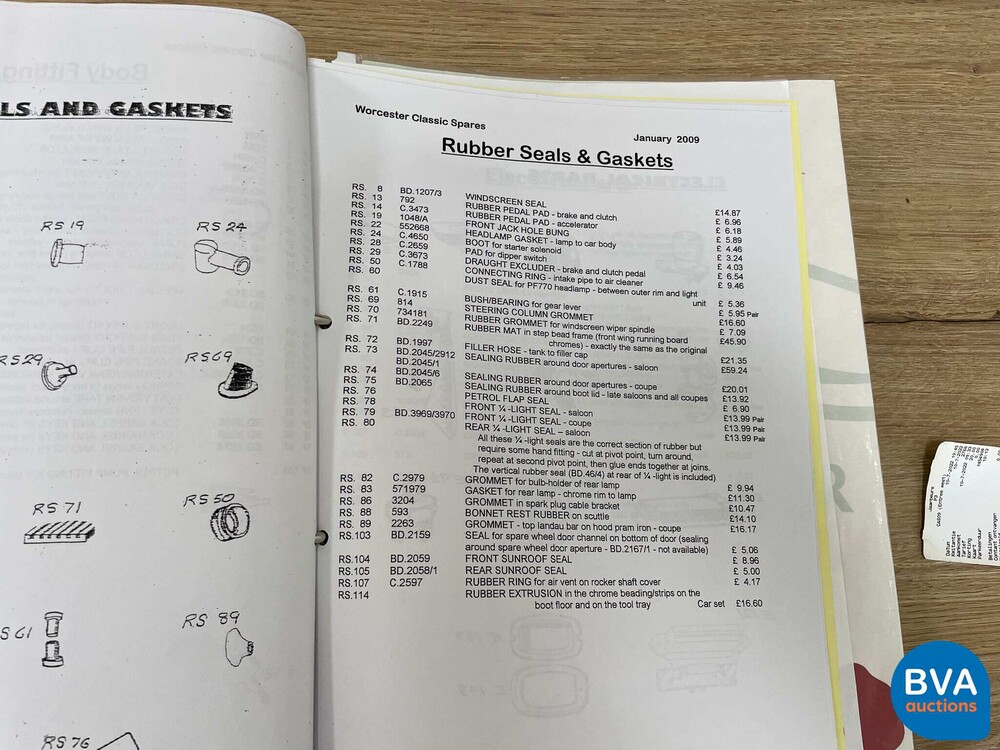 LS AND GASKETS
RS 19
RS 24
RS29
RS69
RS 71
RS 50
S61
RS 89
RS 76
Body Fitting
Worcester Classic Spares
January 2009
Rubber Seals & Gaskets
RS. 8 BD.1207/3 WINDSCREEN SEAL £14.87
RS. 13 792 RUBBER PEDAL PAD - brake and clutch £ 6.96
RS. 14 C.3473 RUBBER PEDAL PAD - accelerator £ 6.18
RS. 19 1048/A FRONT JACK HOLE BUNG £ 5.89
RS. 22 552668 HEADLAMP GASKET - lamp to car body £ 4.46
RS. 24 C.4650 BOOT for starter solenoid £ 3.24
RS. 28 C.2659 PAD for dipper switch £ 4.03
RS. 29 C.3673 DRAUGHT EXCLUDER - brake and clutch pedal £ 6.54
RS. 50 C.1788 CONNECTING RING - intake pipe to air cleaner £ 9.46
RS. 60 DUST SEAL for PF770 headlamp - between outer rim and light
unit £ 5.36
RS. 61 C.1915 BUSH/BEARING for gear lever £ 5.95 Pair
RS. 69 814 STEERING COLUMN GROMMET £16.60
RS. 70 734181 RUBBER GROMMET for windscreen wiper spindle £ 7.09
RS. 71 BD.2249 RUBBER MAT in step bead frame (front wing running board £45.90
chromes) - exactly the same as the original
RS. 72 BD.1997 FILLER HOSE - tank to filler cap £21.35
RS. 73 BD.2045/2912 SEALING RUBBER around door apertures - saloon £59.24
BD.2045/1
RS. 74 BD.2045/6 SEALING RUBBER around door apertures - coupe £20.01
RS. 75 BD.2065 SEALING RUBBER around boot lid - late saloons and all coupes £13.92
RS. 76 PETROL FLAP SEAL £ 6.90
RS. 78 FRONT ¼ -LIGHT SEAL - saloon £13.99 Pair
RS. 79 BD.3969/3970 FRONT ¼ -LIGHT SEAL - coupe £13.99 Pair
RS. 80 REAR ¼ -LIGHT SEAL – saloon £13.99 Pair
All these ¼ -light seals are the correct section of rubber but
require some hand fitting - cut at pivot point, turn around,
repeat at second pivot point, then glue ends together at joins.
The vertical rubber seal (BD.46/4) at rear of ¼ -light is included)
RS. 82 C.2979 GROMMET for bulb-holder of rear lamp £ 9.94
RS. 83 571979 GASKET for rear lamp - chrome rim to lamp £11.30
RS. 86 3204 GROMMET in spark plug cable bracket £10.47
RS. 88 593 BONNET REST RUBBER on scuttle £14.10
RS. 89 2263 GROMMET - top landau bar on hood pram iron - coupe £16.17
RS.103 BD.2159 SEAL for spare wheel door channel on bottom of door (sealing
around spare wheel door aperture - BD.2167/1 - not available) £ 5.06
RS.104 BD.2059 FRONT SUNROOF SEAL £ 8.96
RS.105 BD.2058/1 REAR SUNROOF SEAL £ 5.00
RS.107 C.2597 RUBBER RING for air vent on rocker shaft cover £ 4.17
RS.114 RUBBER EXTRUSION in the chrome beading/strips on the
boot floor and on the tool tray Car set £16.60
BVA
auctions